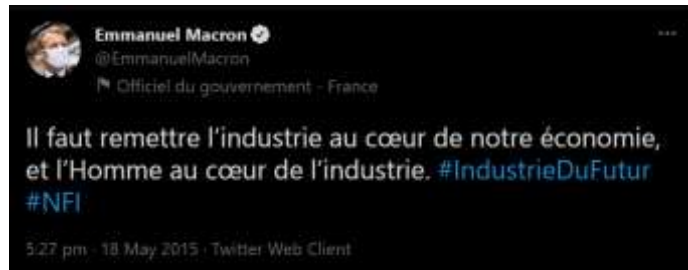 Emmanuel Macron
@EmmanuelMacron
Officiel du gouvernement - France
Il faut remettre l'industrie au cœur de notre économie,
et l'Homme au cœur de l'industrie. #IndustrieDuFutur
#NFI
5:27 pm · 18 May 2015 · Twitter Web Client